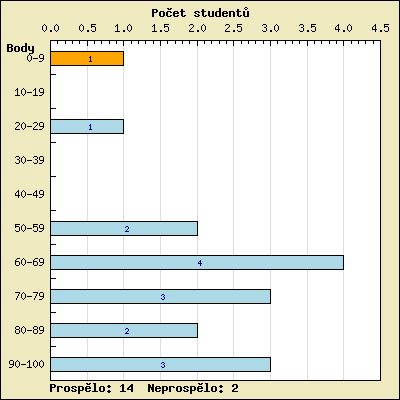 Počet studentů
0.0 0.5 1.0 1.5 2.0 2.5 3.0 3.5 4.0 4.5
Body
0-9 1
10-19
20-29 1
30-39
40-49
50-59 2
60-69 4
70-79 3
80-89 2
90-100 3
Prospělo: 14 Neprospělo: 2